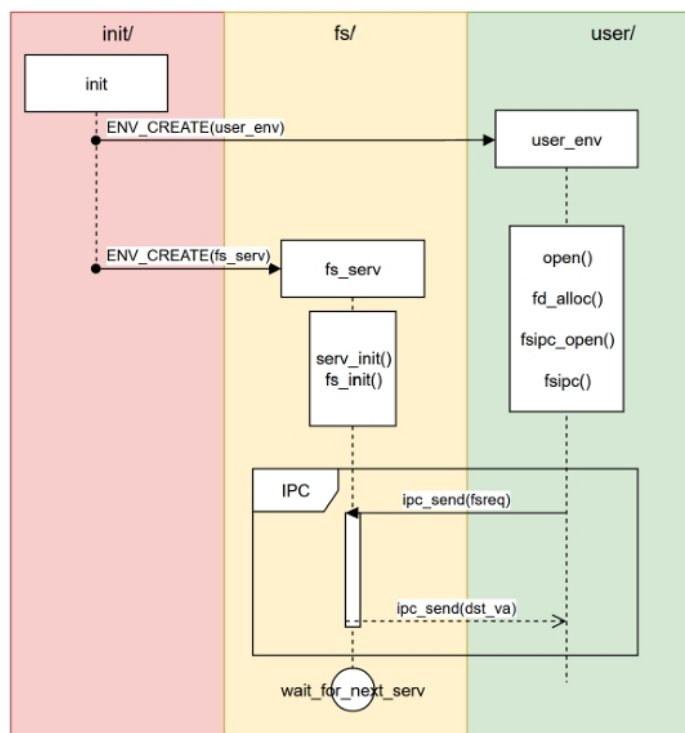 init/
fs/
user/
init
ENV_CREATE(user_env)
user_env
ENV_CREATE(fs_serv)
fs_serv
open()
fd_alloc()
fsipc_open()
fsipc()
serv_init()
fs_init()
IPC
ipc_send(fsreq)
ipc_send(dst_va)
wait_for_next_serv